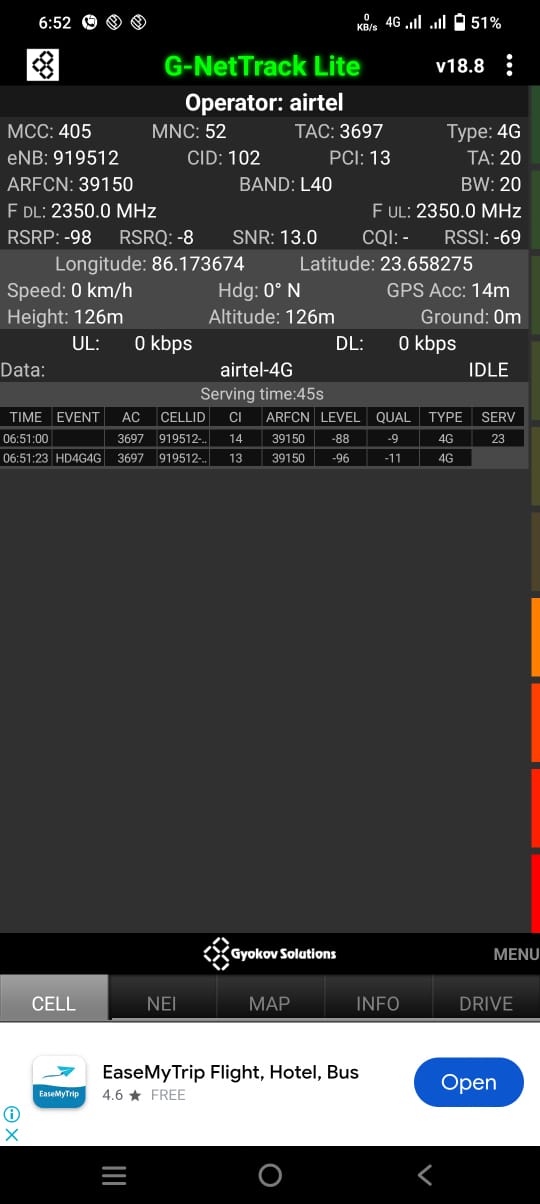 6:52 0 KB/s 4G 51%
G-NetTrack Lite v18.8
Operator: airtel
MCC: 405 MNC: 52 TAC: 3697 Type: 4G
eNB: 919512 CID: 102 PCI: 13 TA: 20
ARFCN: 39150 BAND: L40 BW: 20
F DL: 2350.0 MHz F UL: 2350.0 MHz
RSRP: -98 RSRQ: -8 SNR: 13.0 CQI: - RSSI: -69
Longitude: 86.173674 Latitude: 23.658275
Speed: 0 km/h Hdg: 0° N GPS Acc: 14m
Height: 126m Altitude: 126m Ground: 0m
UL: 0 kbps DL: 0 kbps
Data: airtel-4G IDLE
Serving time:45s
TIME EVENT AC CELLID CI ARFCN LEVEL QUAL TYPE SERV
06:51:00 3697 919512-.. 14 39150 -88 -9 4G 23
06:51:23 HD4G4G 3697 919512-.. 13 39150 -96 -11 4G
Gyokov Solutions MENU
CELL NEI MAP INFO DRIVE
EaseMyTrip
EaseMyTrip Flight, Hotel, Bus
4.6 ★ FREE
Open